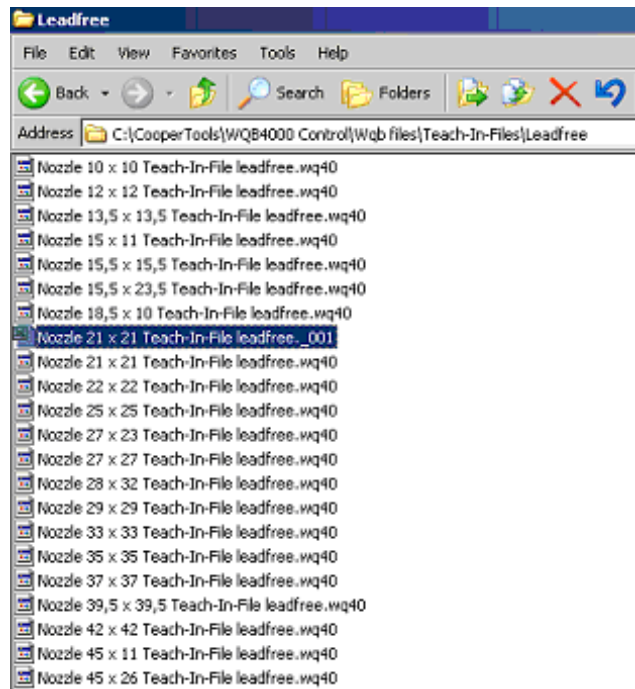 Leadfree
File Edit View Favorites Tools Help
Back Search Folders
Address C:\CooperTools\WQB4000 Control\Wqb files\Teach-In-Files\Leadfree
Nozzle 10 x 10 Teach-In-File leadfree.wq40
Nozzle 12 x 12 Teach-In-File leadfree.wq40
Nozzle 13,5 x 13,5 Teach-In-File leadfree.wq40
Nozzle 15 x 11 Teach-In-File leadfree.wq40
Nozzle 15,5 x 15,5 Teach-In-File leadfree.wq40
Nozzle 15,5 x 23,5 Teach-In-File leadfree.wq40
Nozzle 18,5 x 10 Teach-In-File leadfree.wq40
Nozzle 21 x 21 Teach-In-File leadfree._001
Nozzle 21 x 21 Teach-In-File leadfree.wq40
Nozzle 22 x 22 Teach-In-File leadfree.wq40
Nozzle 25 x 25 Teach-In-File leadfree.wq40
Nozzle 27 x 23 Teach-In-File leadfree.wq40
Nozzle 27 x 27 Teach-In-File leadfree.wq40
Nozzle 28 x 32 Teach-In-File leadfree.wq40
Nozzle 29 x 29 Teach-In-File leadfree.wq40
Nozzle 33 x 33 Teach-In-File leadfree.wq40
Nozzle 35 x 35 Teach-In-File leadfree.wq40
Nozzle 37 x 37 Teach-In-File leadfree.wq40
Nozzle 39,5 x 39,5 Teach-In-File leadfree.wq40
Nozzle 42 x 42 Teach-In-File leadfree.wq40
Nozzle 45 x 11 Teach-In-File leadfree.wq40
Nozzle 45 x 26 Teach-In-File leadfree.wq40